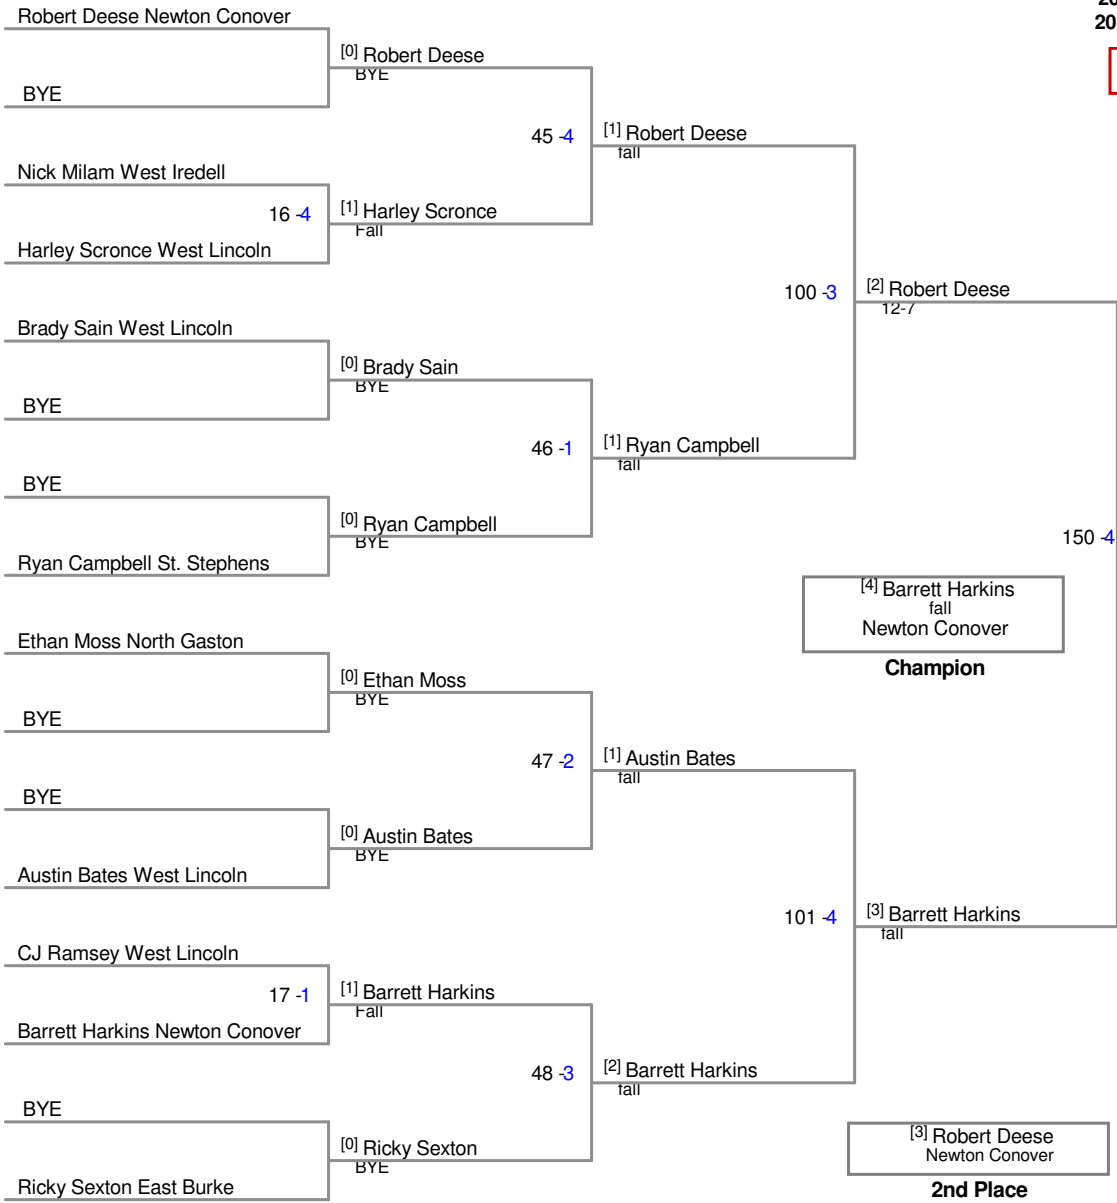 20
20
Robert Deese Newton Conover
[0] Robert Deese
BYE
BYE
45 -4
[1] Robert Deese
fall
Nick Milam West Iredell
16 -4
[1] Harley Scronce
Fall
Harley Scronce West Lincoln
100 -3
[2] Robert Deese
12-7
Brady Sain West Lincoln
[0] Brady Sain
BYE
BYE
46 -1
[1] Ryan Campbell
fall
BYE
[0] Ryan Campbell
BYE
Ryan Campbell St. Stephens
150 -4
[4] Barrett Harkins
fall
Newton Conover
Champion
Ethan Moss North Gaston
[0] Ethan Moss
BYE
BYE
47 -2
[1] Austin Bates
fall
BYE
[0] Austin Bates
BYE
Austin Bates West Lincoln
101 -4
[3] Barrett Harkins
fall
CJ Ramsey West Lincoln
17 -1
[1] Barrett Harkins
Fall
Barrett Harkins Newton Conover
48 -3
[2] Barrett Harkins
fall
BYE
[0] Ricky Sexton
BYE
Ricky Sexton East Burke
[3] Robert Deese
Newton Conover
2nd Place